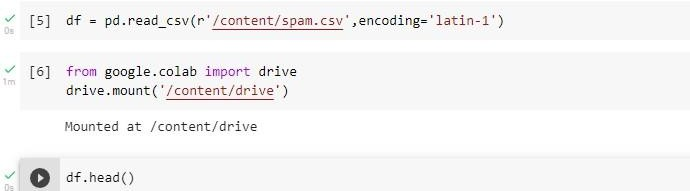 [5] df = pd.read_csv(r'/content/spam.csv',encoding='latin-1')
0s
[6] from google.colab import drive
1m
drive.mount('/content/drive')
Mounted at /content/drive
df.head()
0s